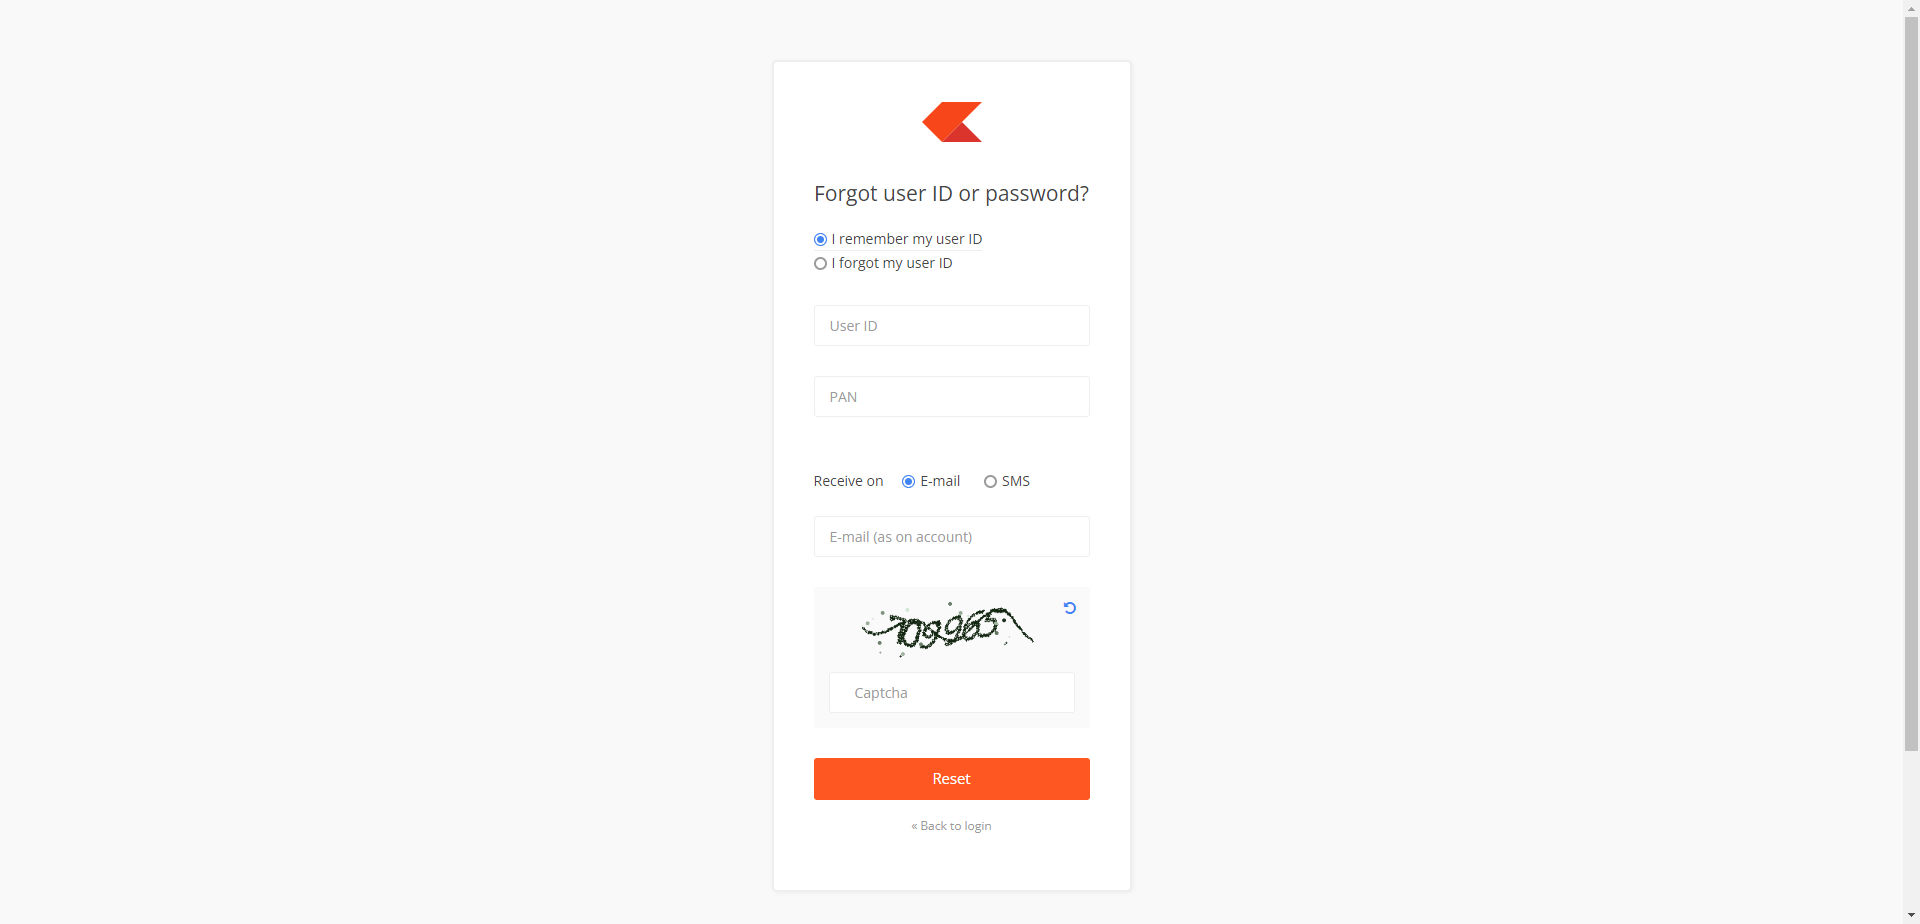 Forgot user ID or password?
I remember my user ID
I forgot my user ID
User ID
PAN
Receive on E-mail SMS
E-mail (as on account)
Captcha
Reset
« Back to login